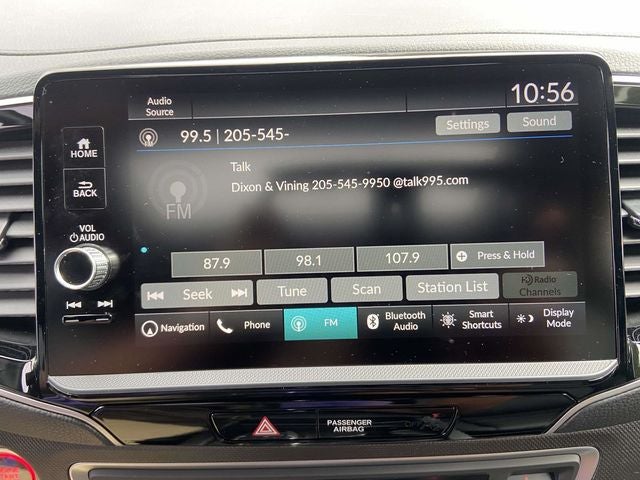 Audio
Source
10:56
99.5 | 205-545-
Settings
Sound
HOME
BACK
VOL
AUDIO
Talk
Dixon & Vining 205-545-9950 @talk995.com
FM
87.9
98.1
107.9
+ Press & Hold
Seek
Tune
Scan
Station List
HD Radio
Channels
Navigation
Phone
FM
Bluetooth
Audio
Smart
Shortcuts
Display
Mode
PASSENGER
AIRBAG